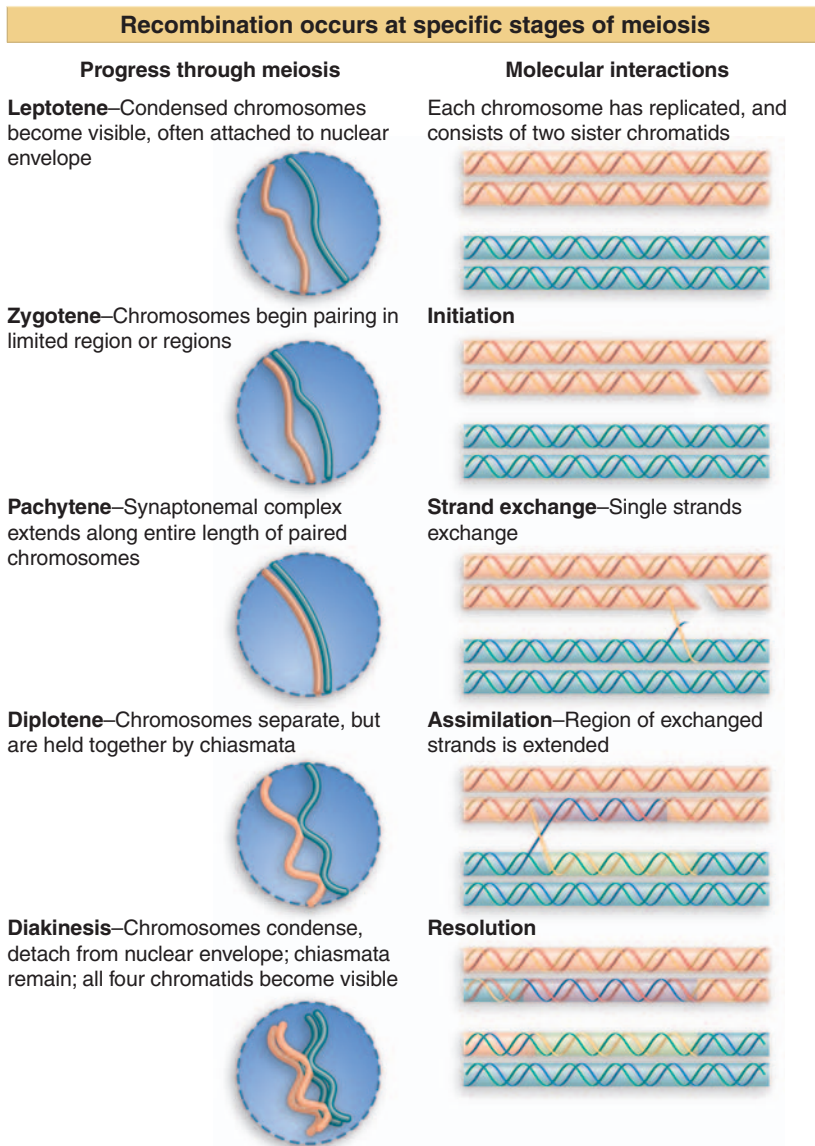 Recombination occurs at specific stages of meiosis
Progress through meiosis
Molecular interactions
Leptotene–Condensed chromosomes
become visible, often attached to nuclear
envelope
Each chromosome has replicated, and
consists of two sister chromatids
Zygotene–Chromosomes begin pairing in
limited region or regions
Initiation
Pachytene–Synaptonemal complex
extends along entire length of paired
chromosomes
Strand exchange–Single strands
exchange
Diplotene–Chromosomes separate, but
are held together by chiasmata
Assimilation–Region of exchanged
strands is extended
Diakinesis–Chromosomes condense,
detach from nuclear envelope; chiasmata
remain; all four chromatids become visible
Resolution